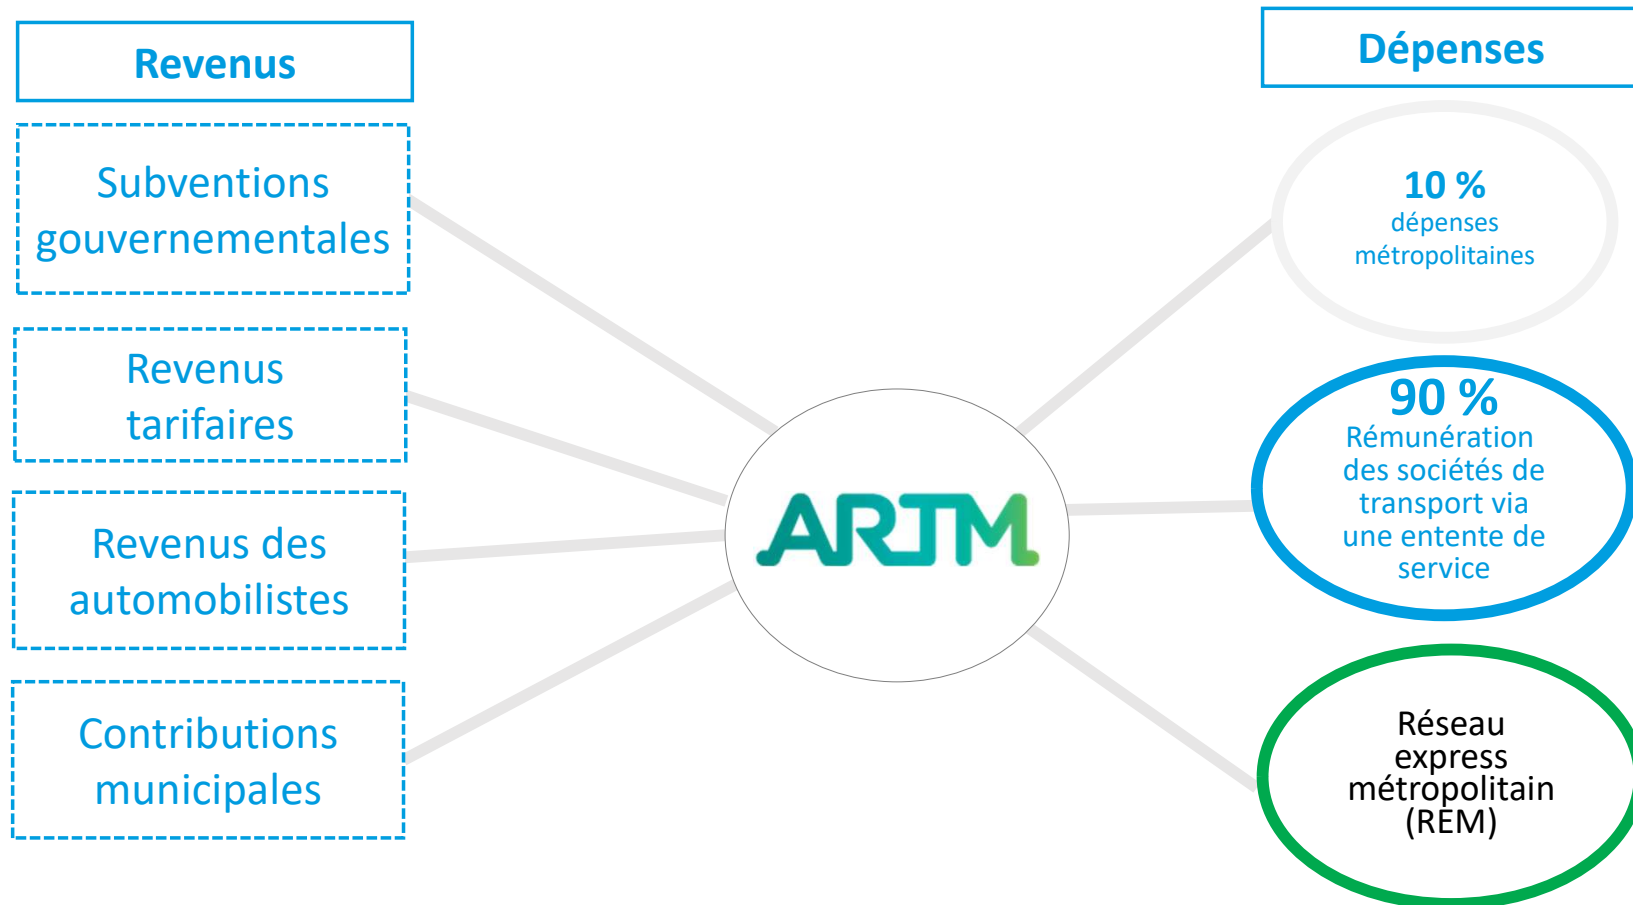 Revenus
Subventions
gouvernementales
Revenus
tarifaires
Revenus des
automobilistes
Contributions
municipales
ARTM
Dépenses
10 %
dépenses
métropolitaines
90 %
Rémunération
des sociétés de
transport via
une entente de
service
Réseau
express
métropolitain
(REM)